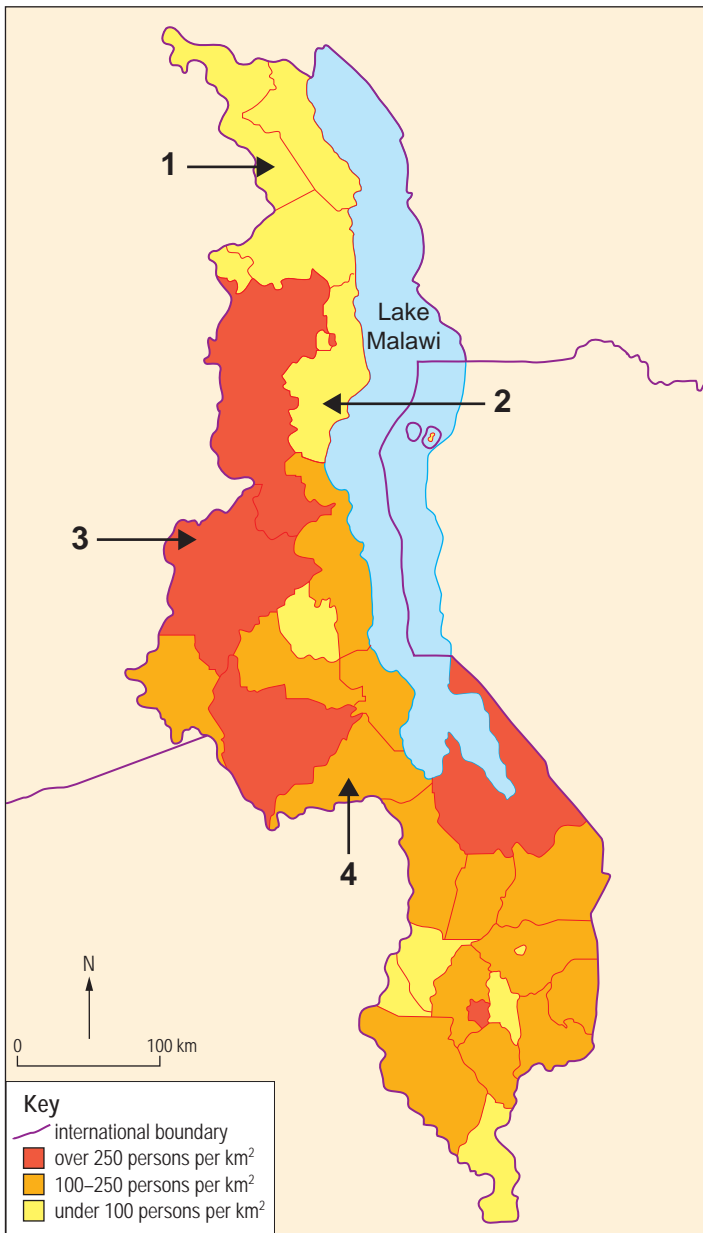 1
Lake
Malawi
2
3
4
N
0 100 km
Key
international boundary
over 250 persons per km²
100–250 persons per km²
under 100 persons per km²